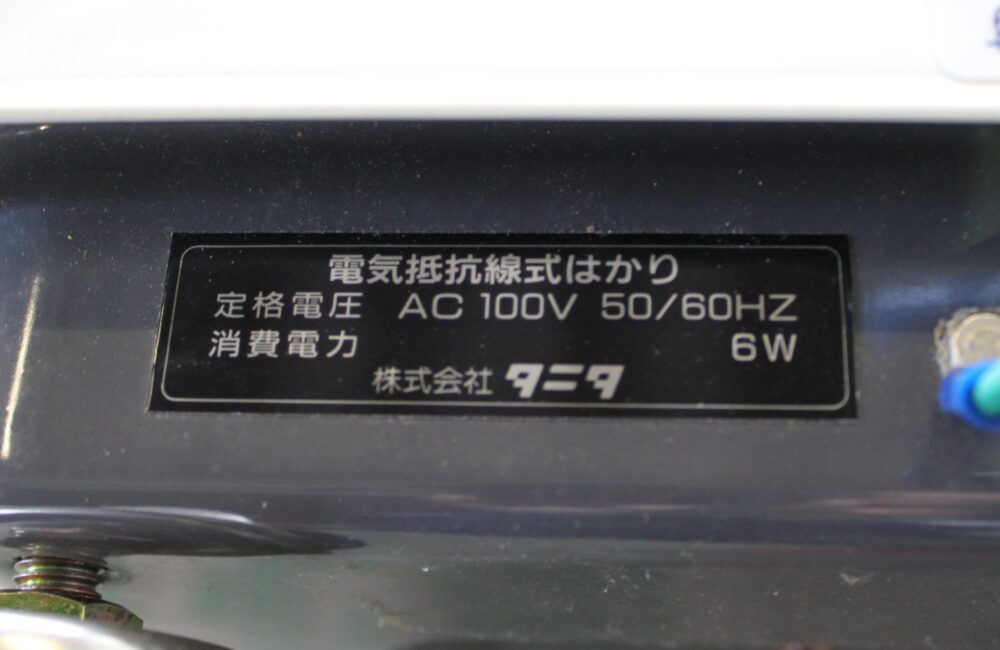 電気抵抗線式はかり
定格電圧 AC 100V 50/60HZ
消費電力 6W
株式会社 タニタ